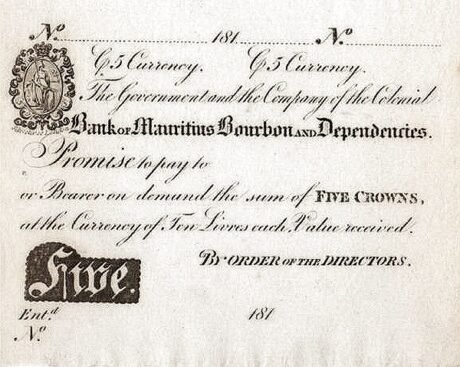 No. 181 No.
C.5 Currency. C.5 Currency.
The Government and the Company of the Colonial
Bank of Mauritius Bourbon and Dependencies.
Promise to pay to
or Bearer on demand the sum of FIVE CROWNS,
at the Currency of Ten Livres each, Value received.
BY ORDER OF THE DIRECTORS.
Five.
Ent.d 181
No.